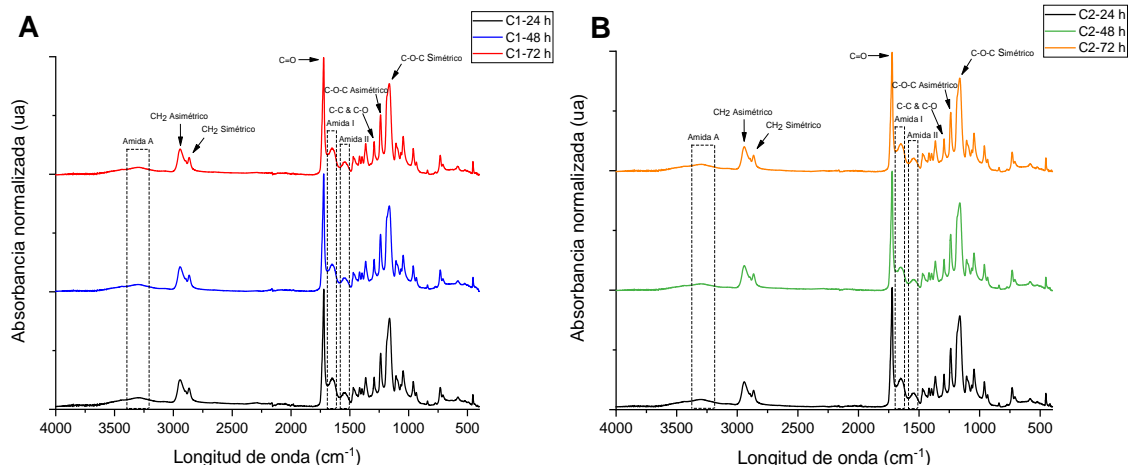 A
C1-24 h
C1-48 h
C1-72 h
C=O
C-O-C Simétrico
C-O-C Asimétrico
C-C & C-O
CH2 Asimétrico
CH2 Simétrico
Amida A
Amida I
Amida II
Absorbancia normalizada (ua)
4000 3500 3000 2500 2000 1500 1000 500
Longitud de onda (cm-1)
B
C2-24 h
C2-48 h
C2-72 h
C=O
C-O-C Simétrico
C-O-C Asimétrico
C-C & C-O
CH2 Asimétrico
CH2 Simétrico
Amida A
Amida I
Amida II
Absorbancia normalizada (ua)
4000 3500 3000 2500 2000 1500 1000 500
Longitud de onda (cm-1)